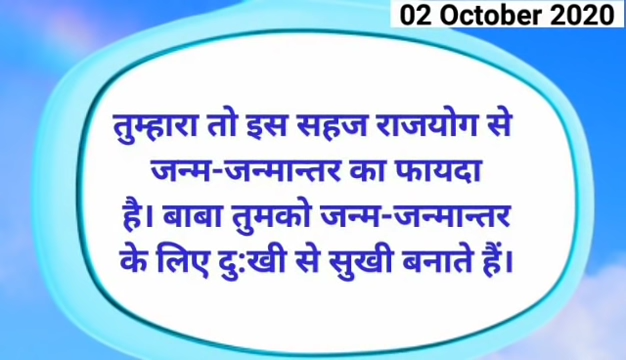 02 October 2020
तुम्हारा तो इस सहज राजयोग से
जन्म-जन्मान्तर का फायदा
है। बाबा तुमको जन्म-जन्मान्तर
के लिए दु:खी से सुखी बनाते हैं।